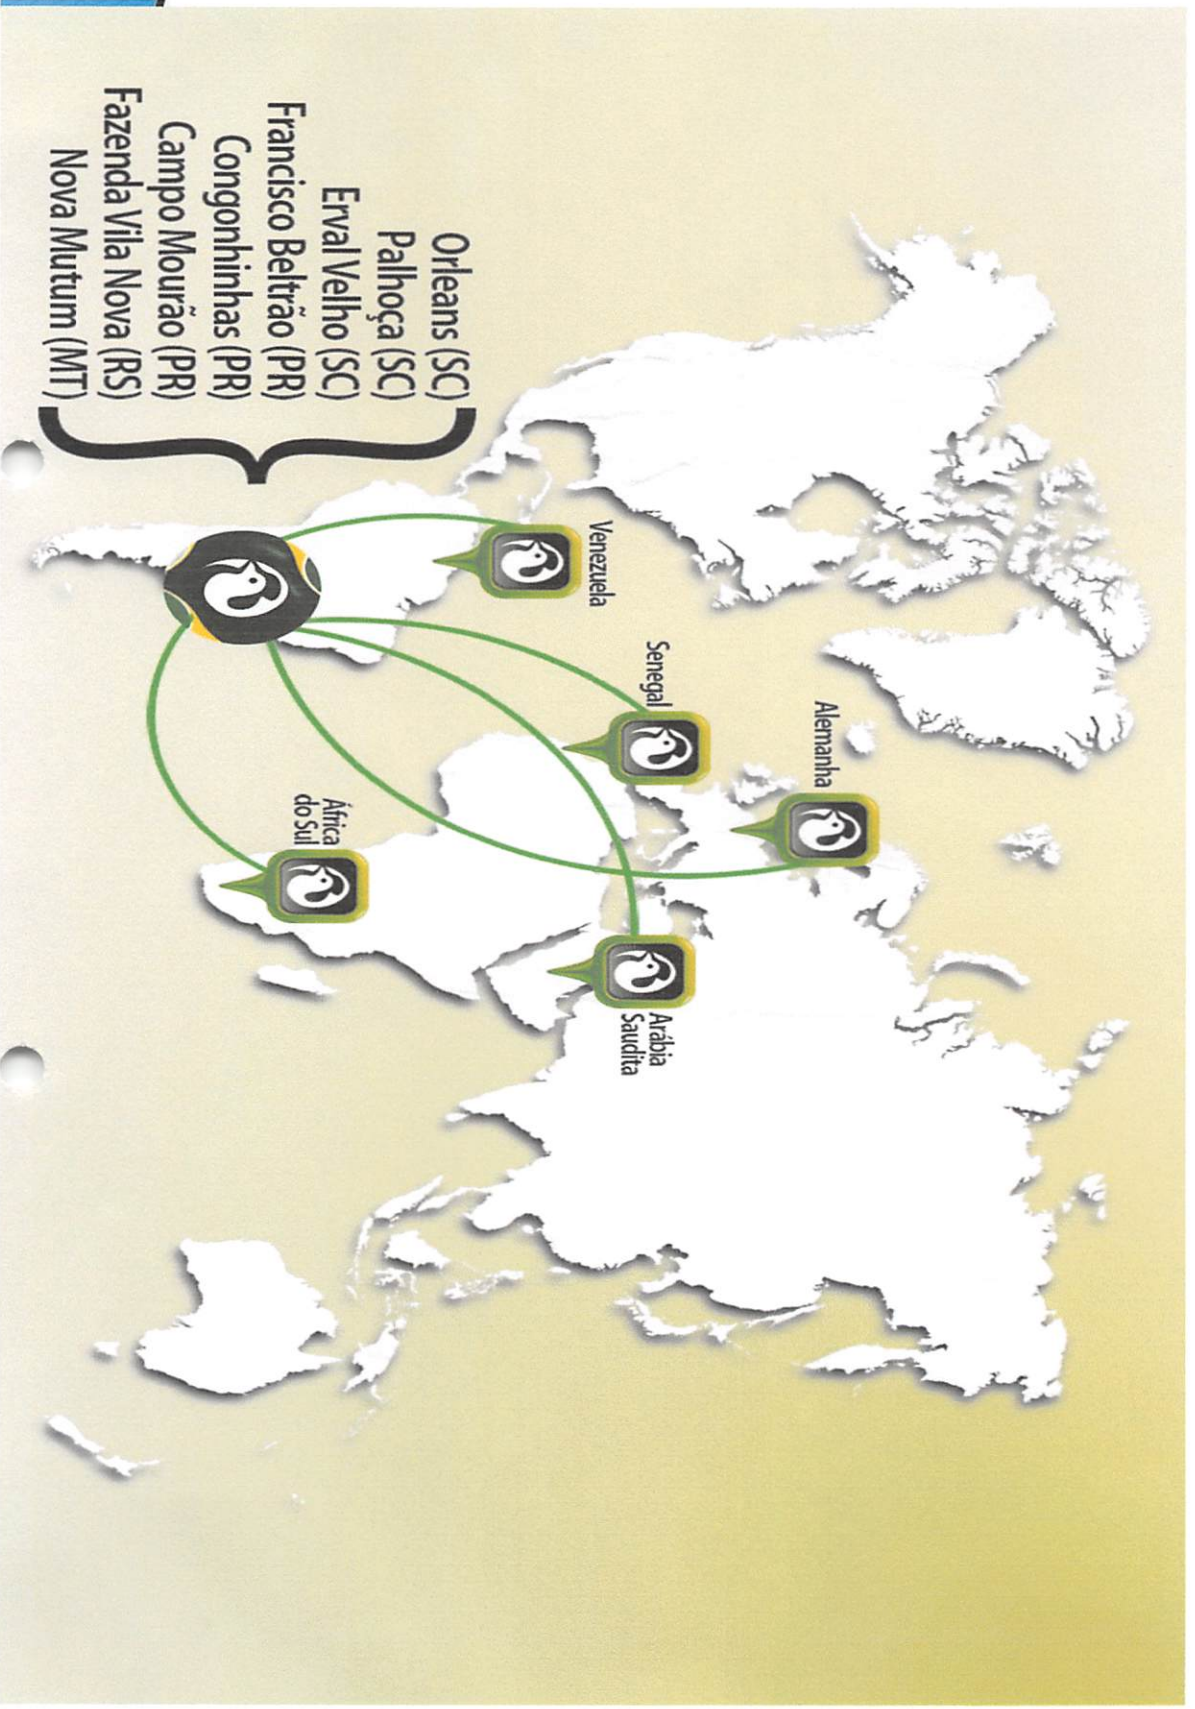 Orleans (SC)
Palhoça (SC)
Erval Velho (SC)
Francisco Beltrão (PR)
Congonhinhas (PR)
Campo Mourão (PR)
Fazenda Vila Nova (RS)
Nova Mutum (MT)
Venezuela
Senegal
Alemanha
África
do Sul
Arábia
Saudita